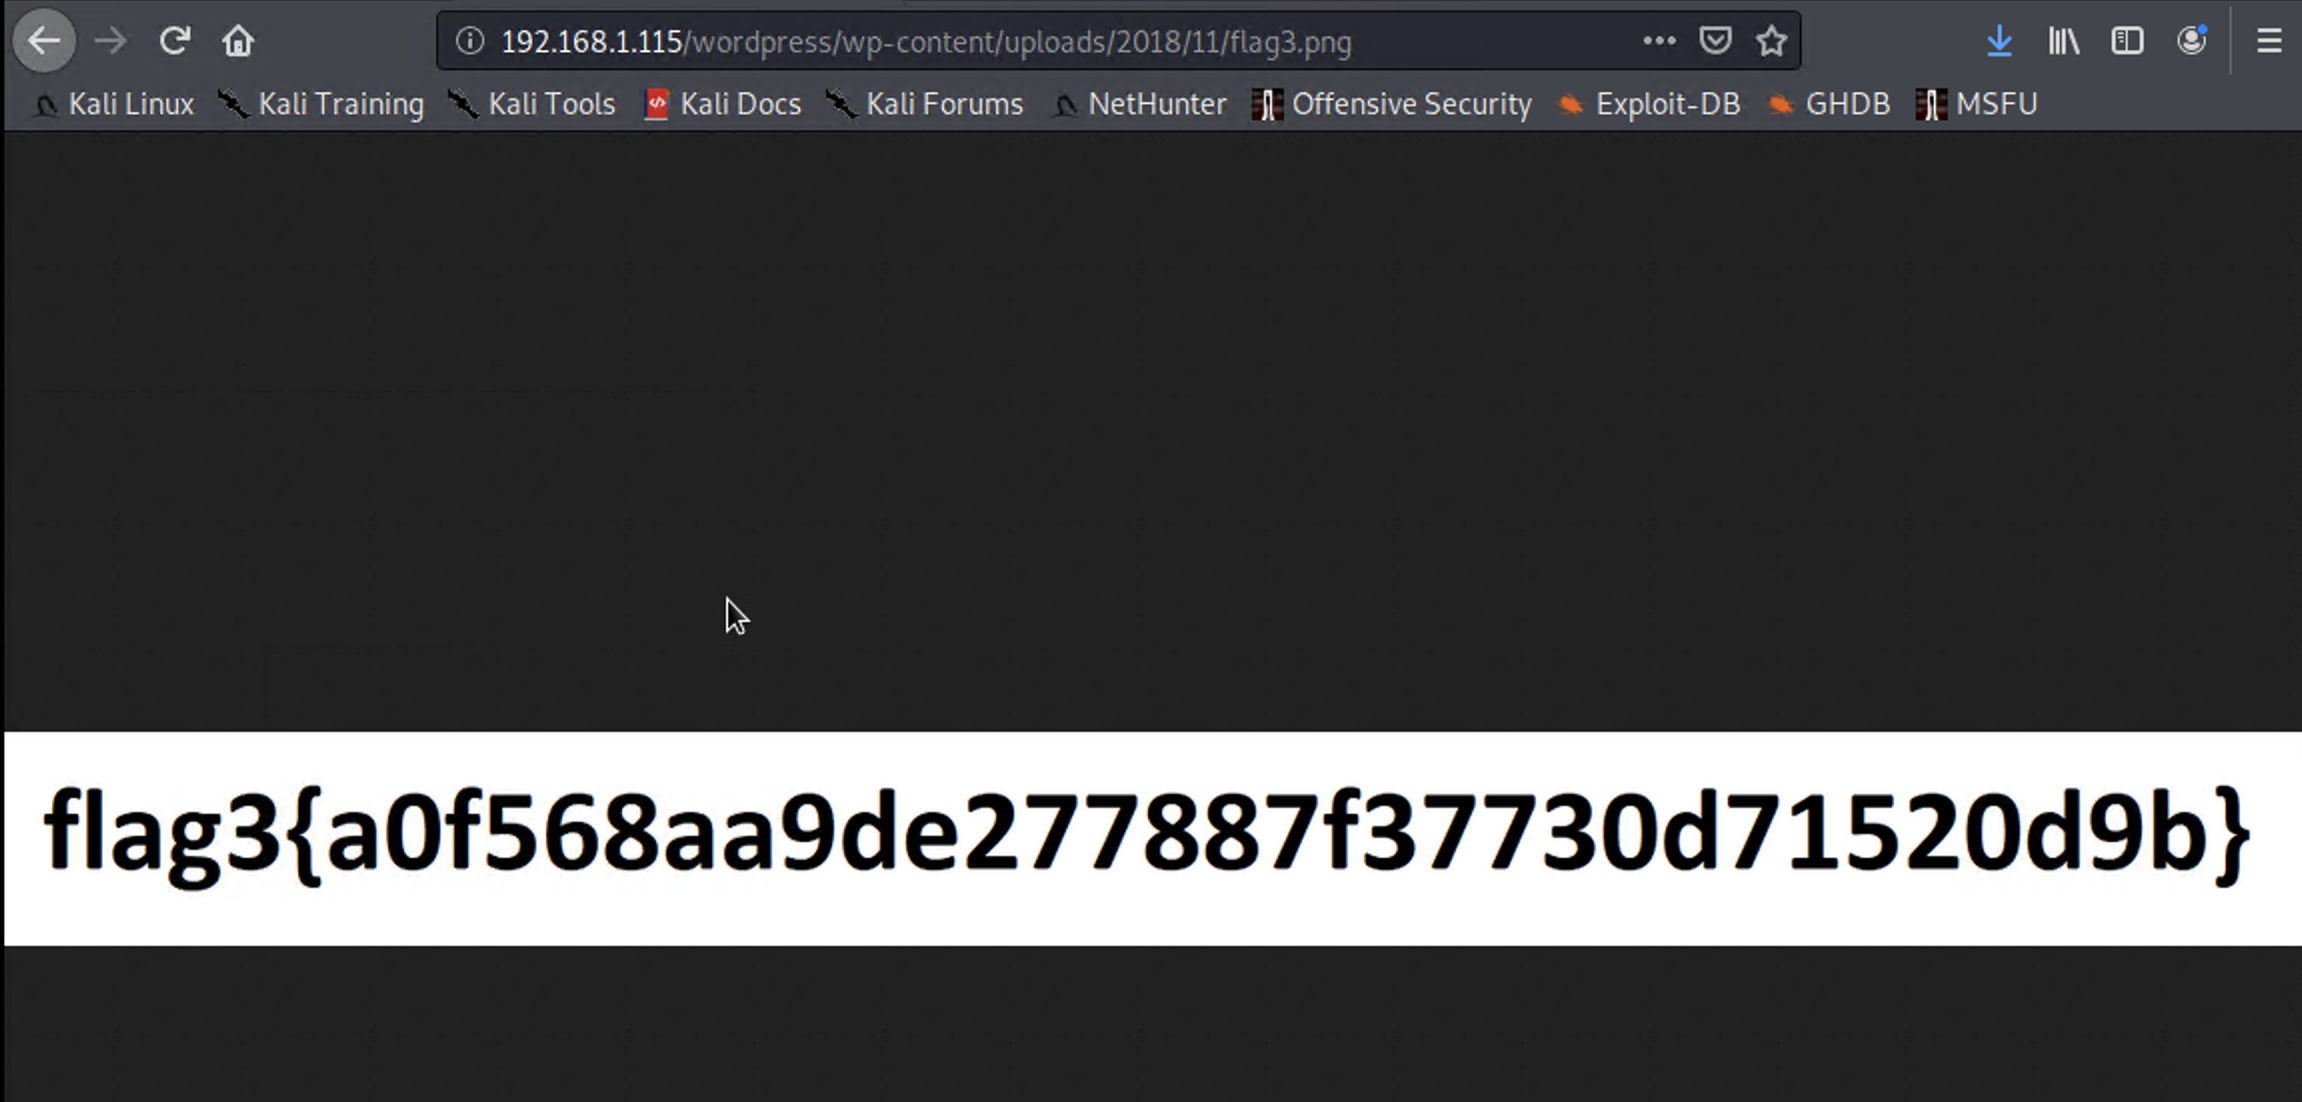 192.168.1.115/wordpress/wp-content/uploads/2018/11/flag3.png
Kali Linux Kali Training Kali Tools Kali Docs Kali Forums NetHunter Offensive Security Exploit-DB GHDB MSFU
flag3{a0f568aa9de277887f37730d71520d9b}